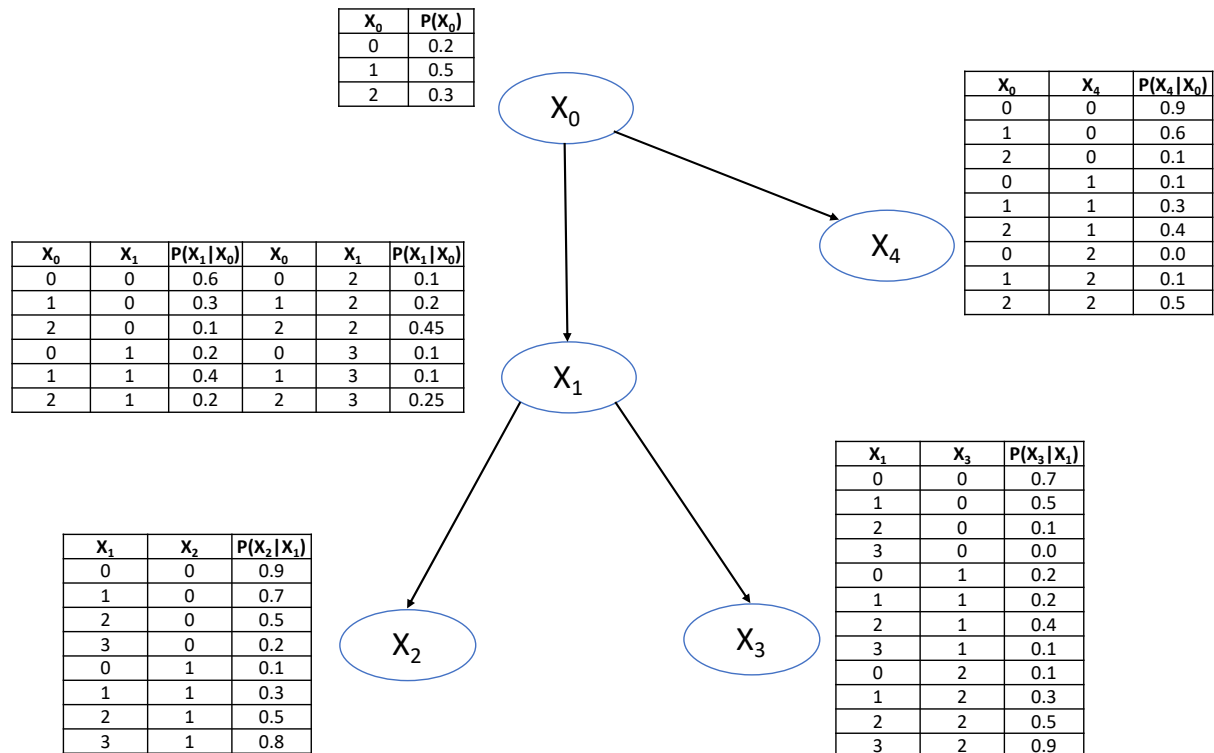 X₀ P(X₀)
0 0.2
1 0.5
2 0.3
X₀
X₀ X₄ P(X₄|X₀)
0 0 0.9
1 0 0.6
2 0 0.1
0 1 0.1
1 1 0.3
2 1 0.4
0 2 0.0
1 2 0.1
2 2 0.5
X₄
X₀ X₁ P(X₁|X₀) X₀ X₁ P(X₁|X₀)
0 0 0.6 0 2 0.1
1 0 0.3 1 2 0.2
2 0 0.1 2 2 0.45
0 1 0.2 0 3 0.1
1 1 0.4 1 3 0.1
2 1 0.2 2 3 0.25
X₁
X₁ X₃ P(X₃|X₁)
0 0 0.7
1 0 0.5
2 0 0.1
3 0 0.0
0 1 0.2
1 1 0.2
2 1 0.4
3 1 0.1
0 2 0.1
1 2 0.3
2 2 0.5
3 2 0.9
X₁ X₂ P(X₂|X₁)
0 0 0.9
1 0 0.7
2 0 0.5
3 0 0.2
0 1 0.1
1 1 0.3
2 1 0.5
3 1 0.8
X₂
X₃